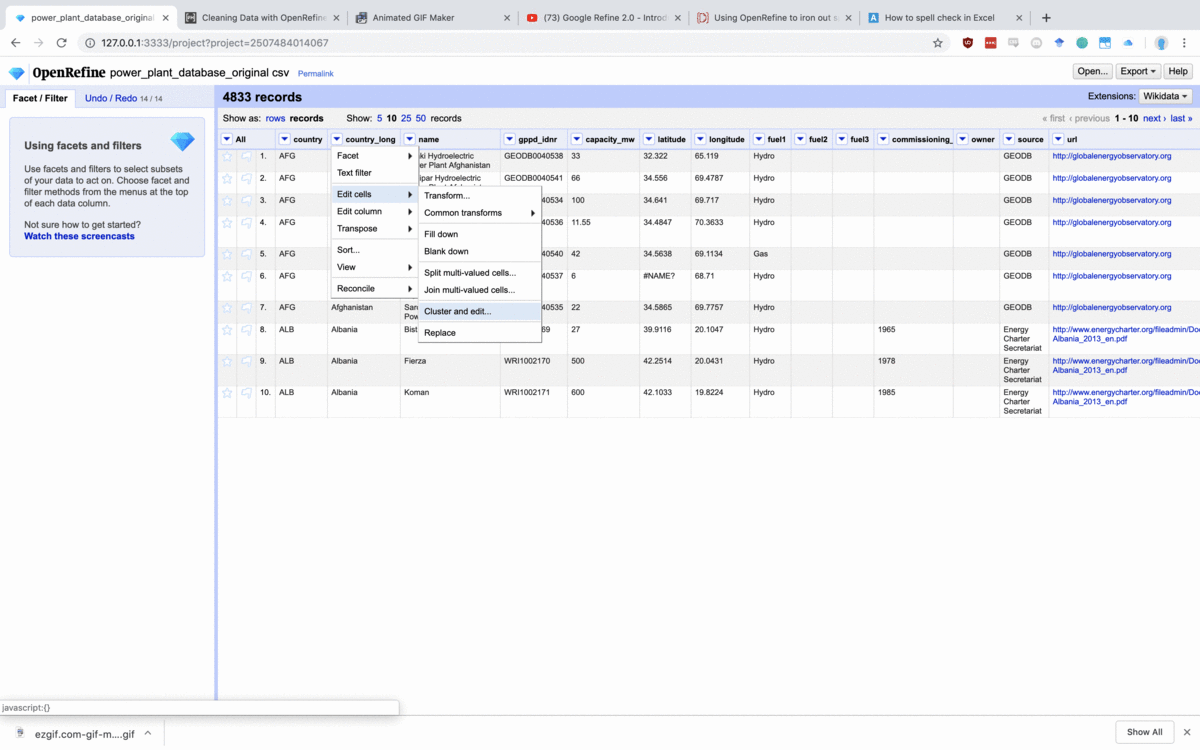 power_plant_database_original
Cleaning Data with OpenRefine
Animated GIF Maker
(73) Google Refine 2.0 - Introd
Using OpenRefine to iron out s
How to spell check in Excel
127.0.0.1:3333/project?project=2507484014067
OpenRefine power_plant_database_original csv Permalink
Open... Export Help
Facet / Filter Undo / Redo 14 / 14
4833 records
Extensions: Wikidata
Show as: rows records Show: 5 10 25 50 records
« first ‹ previous 1 - 10 next › last »
Using facets and filters
Use facets and filters to select subsets
of your data to act on. Choose facet and
filter methods from the menus at the top
of each data column.
Not sure how to get started?
Watch these screencasts
All country country_long name gppd_idnr capacity_mw latitude longitude fuel1 fuel2 fuel3 commissioning_ owner source url
1. AFG ki Hydroelectric GEODB0040538 33 32.322 65.119 Hydro GEODB http://globalenergyobservatory.org
er Plant Afghanistan
2. AFG ipar Hydroelectric GEODB0040541 66 34.556 69.4787 Hydro GEODB http://globalenergyobservatory.org
3. AFG 40534 100 34.641 69.717 Hydro GEODB http://globalenergyobservatory.org
4. AFG 40536 11.55 34.4847 70.3633 Hydro GEODB http://globalenergyobservatory.org
5. AFG 40540 42 34.5638 69.1134 Gas GEODB http://globalenergyobservatory.org
6. AFG 40537 6 #NAME? 68.71 Hydro GEODB http://globalenergyobservatory.org
7. AFG Afghanistan Saro 40535 22 34.5865 69.7757 Hydro GEODB http://globalenergyobservatory.org
Pow
8. ALB Albania Bist 69 27 39.9116 20.1047 Hydro 1965 Energy http://www.energycharter.org/fileadmin/Doc
Charter Albania_2013_en.pdf
Secretariat
9. ALB Albania Fierza WRI1002170 500 42.2514 20.0431 Hydro 1978 Energy http://www.energycharter.org/fileadmin/Doc
Charter Albania_2013_en.pdf
Secretariat
10. ALB Albania Koman WRI1002171 600 42.1033 19.8224 Hydro 1985 Energy http://www.energycharter.org/fileadmin/Doc
Charter Albania_2013_en.pdf
Secretariat
Facet
Text filter
Edit cells
Edit column
Transpose
Sort...
View
Reconcile
Transform...
Common transforms
Fill down
Blank down
Split multi-valued cells...
Join multi-valued cells...
Cluster and edit...
Replace
javascript:{}
ezgif.com-gif-m....gif
Show All